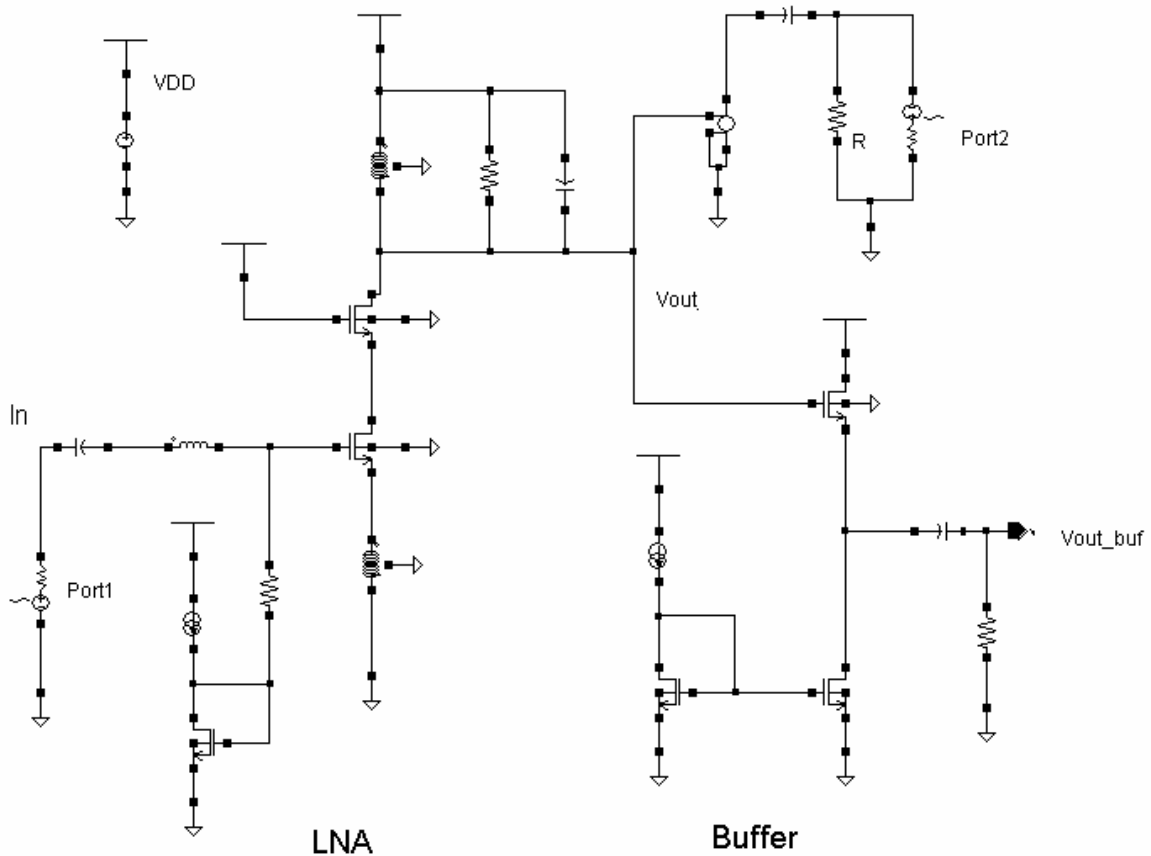 VDD
R
Port2
Vout
In
Port1
Vout_buf
LNA
Buffer